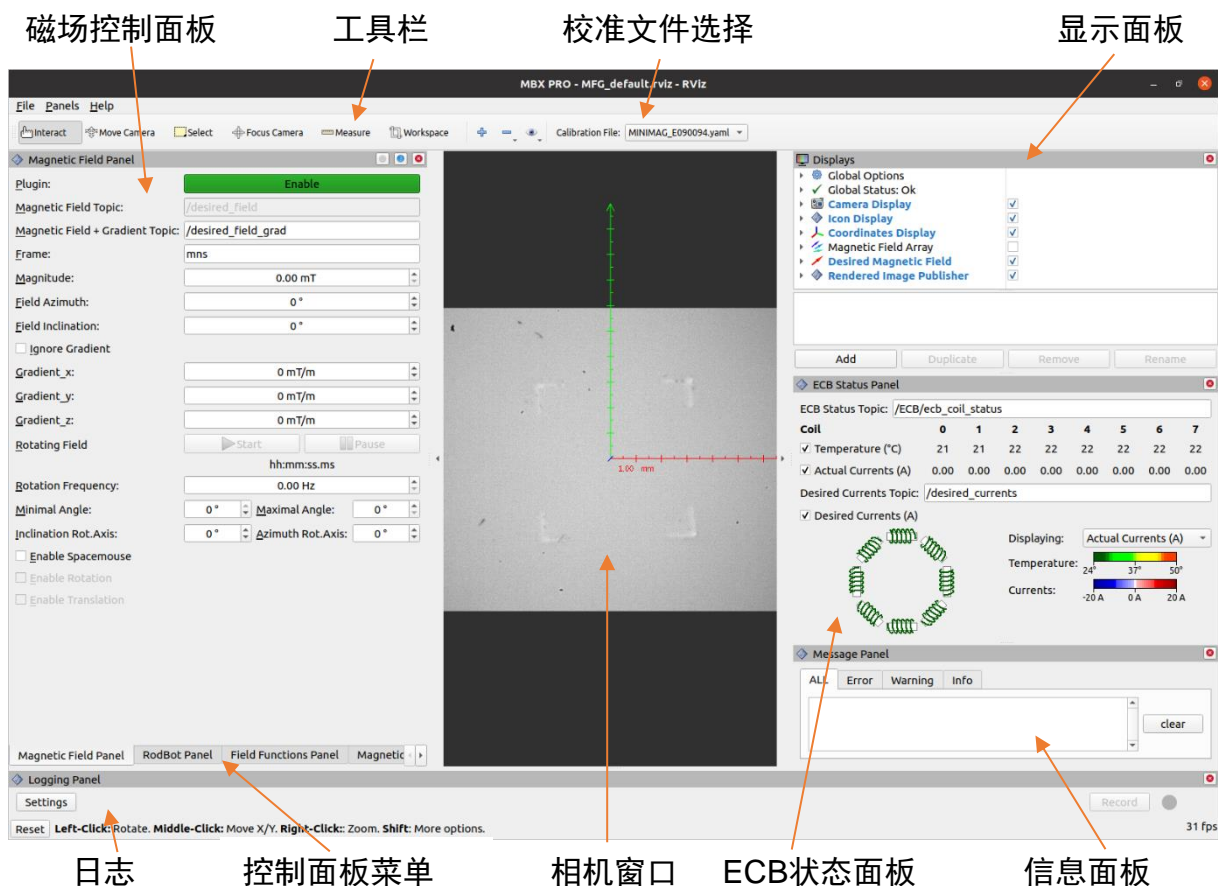 磁场控制面板 工具栏 校准文件选择 显示面板
MBX PRO - MFG_default.rviz - RViz
File Panels Help
Interact Move Camera Select Focus Camera Measure Workspace Calibration File: MINIMAG_E090094.yaml
Magnetic Field Panel
Plugin: Enable
Magnetic Field Topic: /desired_field
Magnetic Field + Gradient Topic: /desired_field_grad
Frame: mns
Magnitude: 0.00 mT
Field Azimuth: 0 °
Field Inclination: 0 °
Ignore Gradient
Gradient_x: 0 mT/m
Gradient_y: 0 mT/m
Gradient_z: 0 mT/m
Rotating Field Start Pause
hh:mm:ss.ms
Rotation Frequency: 0.00 Hz
Minimal Angle: 0 ° Maximal Angle: 0 °
Inclination Rot.Axis: 0 ° Azimuth Rot.Axis: 0 °
Enable Spacemouse
Enable Rotation
Enable Translation
Magnetic Field Panel RodBot Panel Field Functions Panel Magnetic
1.00 mm
Displays
Global Options
Global Status: Ok
Camera Display
Icon Display
Coordinates Display
Magnetic Field Array
Desired Magnetic Field
Rendered Image Publisher
Add Duplicate Remove Rename
ECB Status Panel
ECB Status Topic: /ECB/ecb_coil_status
Coil 0 1 2 3 4 5 6 7
Temperature (°C) 21 21 22 22 22 22 22 22
Actual Currents (A) 0.00 0.00 0.00 0.00 0.00 0.00 0.00 0.00
Desired Currents Topic: /desired_currents
Desired Currents (A)
Displaying: Actual Currents (A)
Temperature:
24° 37° 50°
Currents:
-20 A 0 A 20 A
Message Panel
ALL Error Warning Info
clear
Logging Panel
Settings Record
Reset Left-Click: Rotate. Middle-Click: Move X/Y. Right-Click:: Zoom. Shift: More options. 31 fps
日志 控制面板菜单 相机窗口 ECB状态面板 信息面板